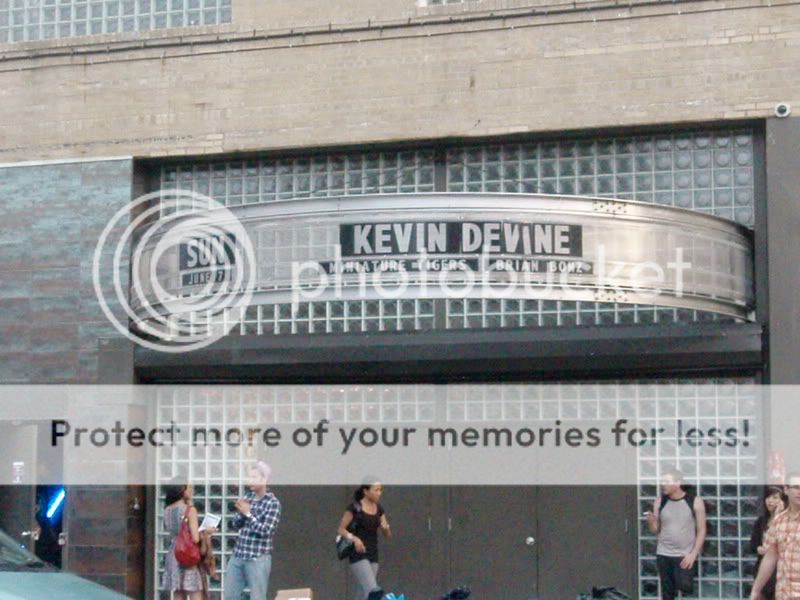 SUN
JUNE 7
KEVIN DEVINE
MINIATURE TIGERS BRIAN BONZ
photobucket
Protect more of your memories for less!